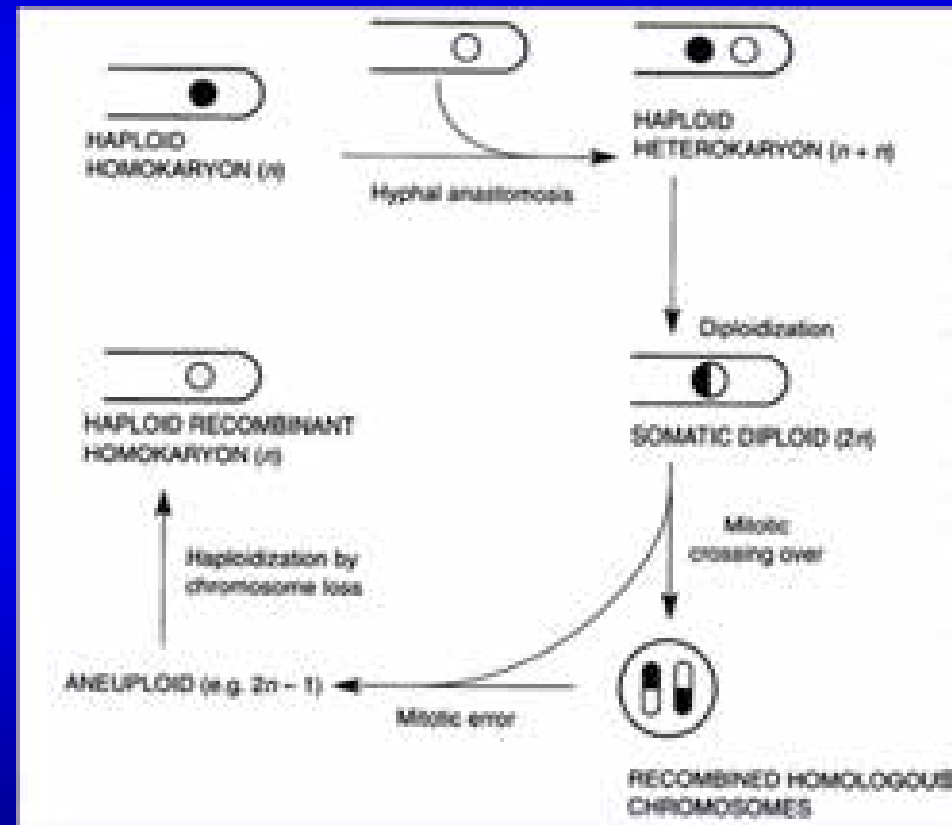 HAPLOID
HOMOKARYON (n)
HAPLOID
HETEROKARYON (n + n)
Hyphal anastomosis
Diploidization
HAPLOID RECOMBINANT
HOMOKARYON (n)
SOMATIC DIPLOID (2n)
Mitotic
crossing over
Haploidization by
chromosome loss
ANEUPLOID (e.g. 2n – 1)
Mitotic error
RECOMBINED HOMOLOGOUS
CHROMOSOMES